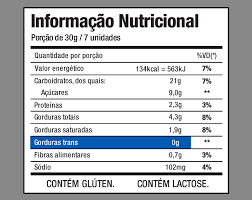 Informação Nutricional
Porção de 30g / 7 unidades
Quantidade por porção %VD(*)
Valor energético 134kcal = 563kJ 7%
Carboidratos, dos quais: 21g 7%
Açúcares 9,0g **
Proteínas 2,3g 3%
Gorduras totais 4,3g 8%
Gorduras saturadas 1,9g 8%
Gorduras trans 0g **
Fibras alimentares 0,7g 3%
Sódio 102mg 4%
CONTÉM GLÚTEN. CONTÉM LACTOSE.